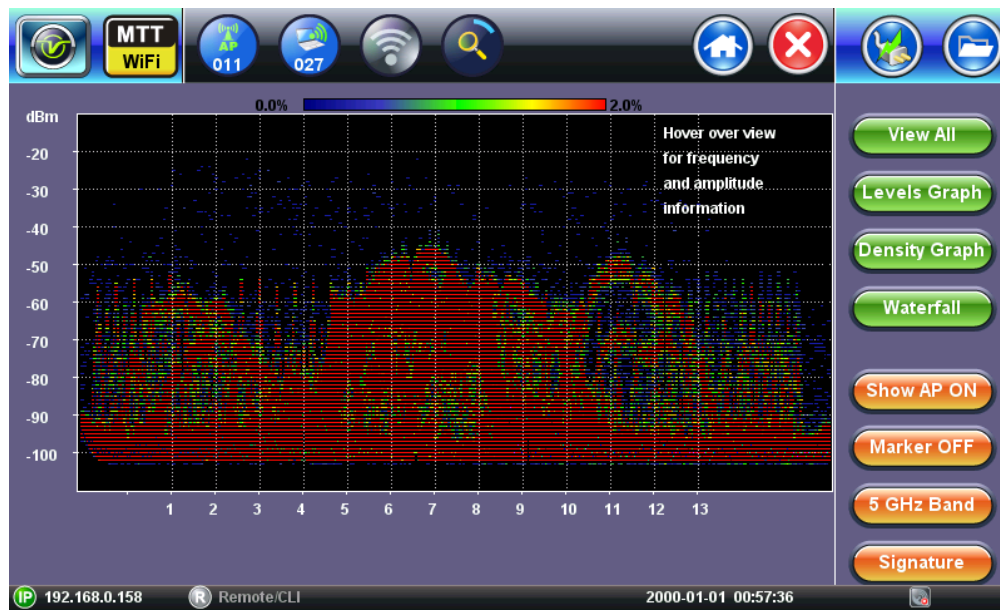 MTT
WiFi
AP
011
027
0.0%
2.0%
dBm
-20
-30
-40
-50
-60
-70
-80
-90
-100
Hover over view
for frequency
and amplitude
information
1 2 3 4 5 6 7 8 9 10 11 12 13
View All
Levels Graph
Density Graph
Waterfall
Show AP ON
Marker OFF
5 GHz Band
Signature
IP 192.168.0.158
R Remote/CLI
2000-01-01 00:57:36